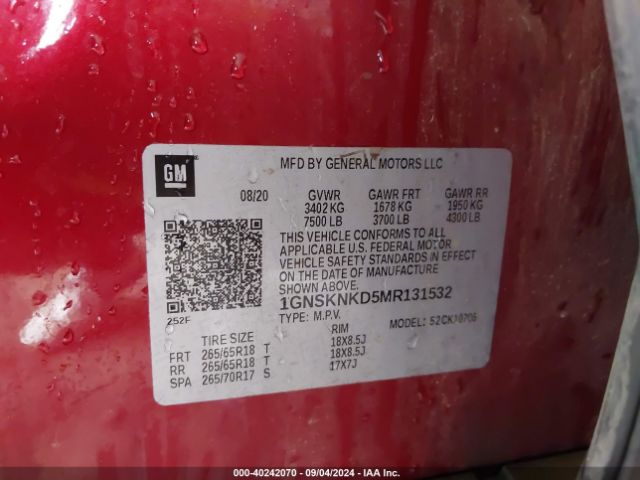 GM
MFD BY GENERAL MOTORS LLC
08/20 GVWR GAWR FRT GAWR RR
3402 KG 1678 KG 1950 KG
7500 LB 3700 LB 4300 LB
THIS VEHICLE CONFORMS TO ALL
APPLICABLE U.S. FEDERAL MOTOR
VEHICLE SAFETY STANDARDS IN EFFECT
ON THE DATE OF MANUFACTURE
SHOWN ABOVE.
1GNSKNKD5MR131532
252F
TYPE: M.P.V. MODEL:
TIRE SIZE RIM
FRT 265/65R18 T 18X8.5J
RR 265/65R18 T 18X8.5J
SPA 265/70R17 S 17X7J
000-40242070 - 09/04/2024 - IAA Inc.